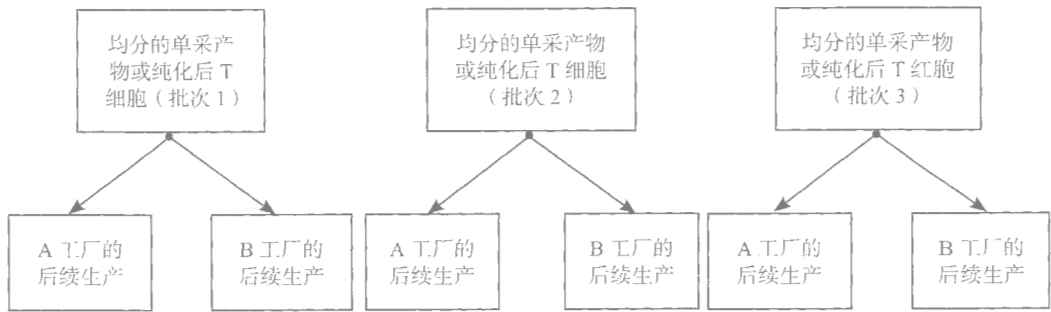 均分的单采产
物或纯化后 T
细胞（批次 1）
均分的单采产物
或纯化后 T 细胞
（批次 2）
均分的单采产物
或纯化后 T 红胞
（批次 3）
A 工厂的
后续生产
B 工厂的
后续生产
A 工厂的
后续生产
B 工厂的
后续生产
A 工厂的
后续生产
B 工厂的
后续生产